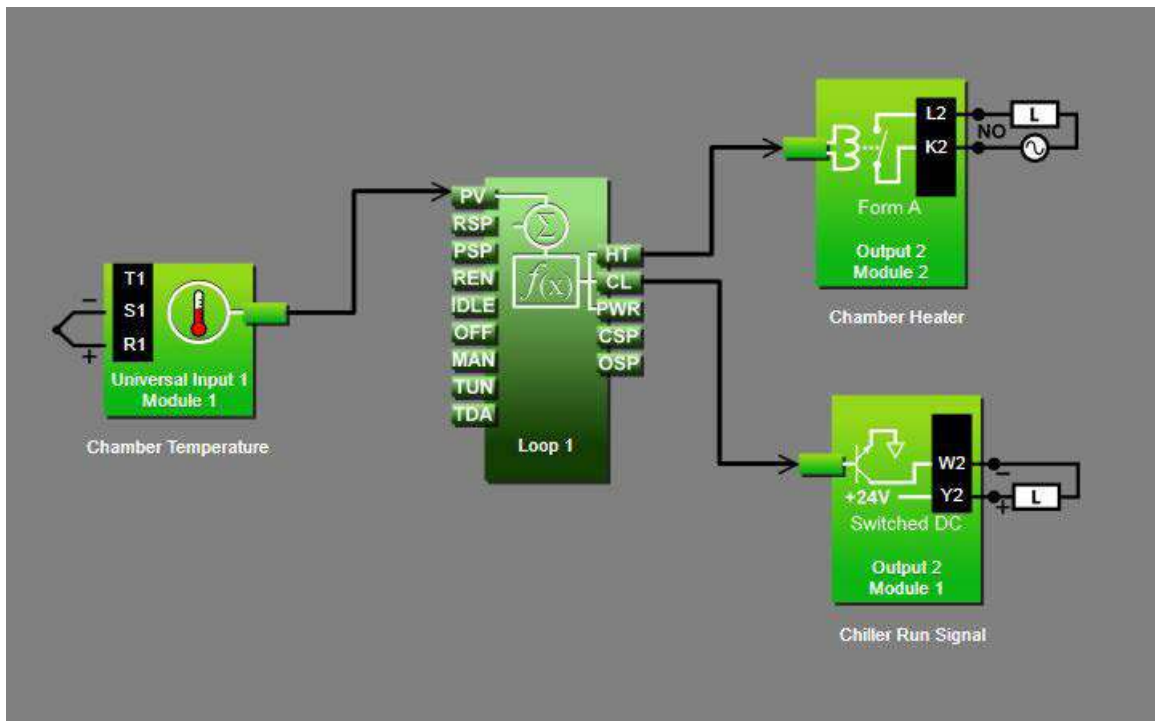 T1
S1
R1
−
+
Universal Input 1
Module 1
Chamber Temperature
PV
RSP
PSP
REN
IDLE
OFF
MAN
TUN
TDA
Σ
f(x)
HT
CL
PWR
CSP
OSP
Loop 1
L2
K2
NO
L
Form A
Output 2
Module 2
Chamber Heater
W2
Y2
−
+
L
+24V
Switched DC
Output 2
Module 1
Chiller Run Signal